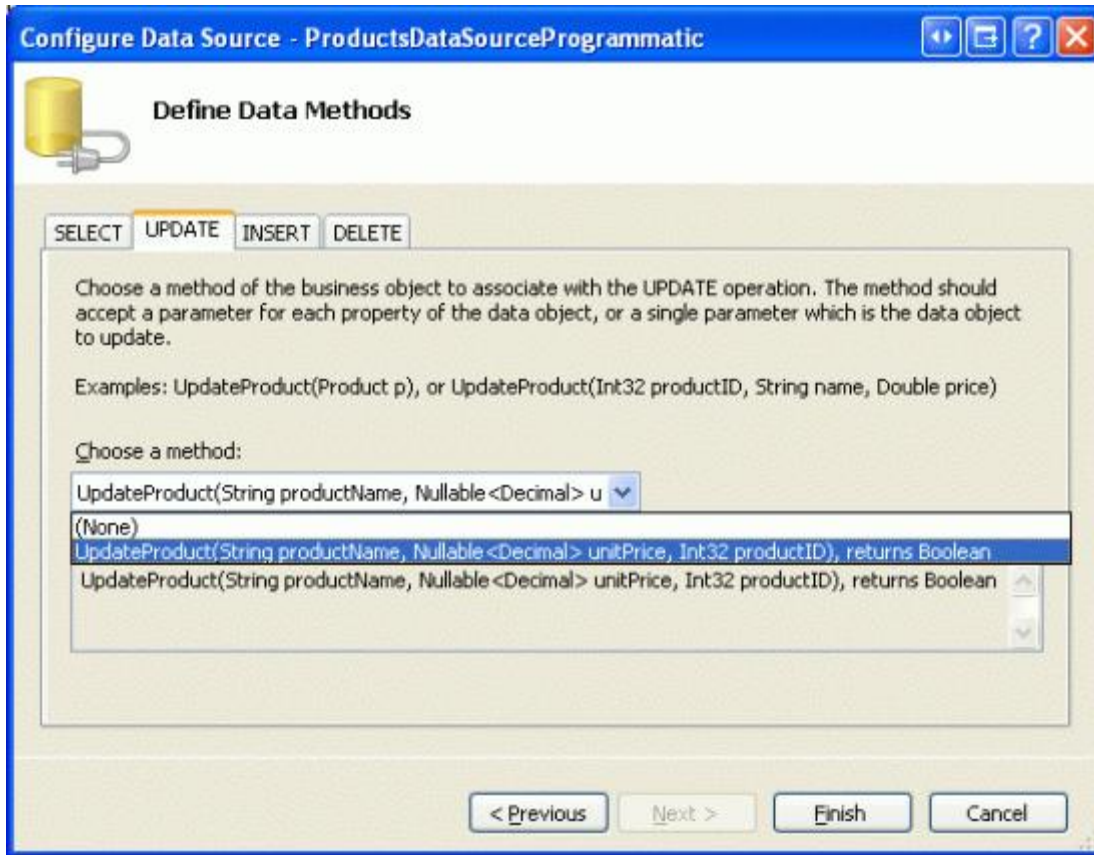 Configure Data Source - ProductsDataSourceProgrammatic
Define Data Methods
SELECT UPDATE INSERT DELETE
Choose a method of the business object to associate with the UPDATE operation. The method should
accept a parameter for each property of the data object, or a single parameter which is the data object
to update.
Examples: UpdateProduct(Product p), or UpdateProduct(Int32 productID, String name, Double price)
Choose a method:
UpdateProduct(String productName, Nullable<Decimal> u
(None)
UpdateProduct(String productName, Nullable<Decimal> unitPrice, Int32 productID), returns Boolean
UpdateProduct(String productName, Nullable<Decimal> unitPrice, Int32 productID), returns Boolean
< Previous Next > Finish Cancel